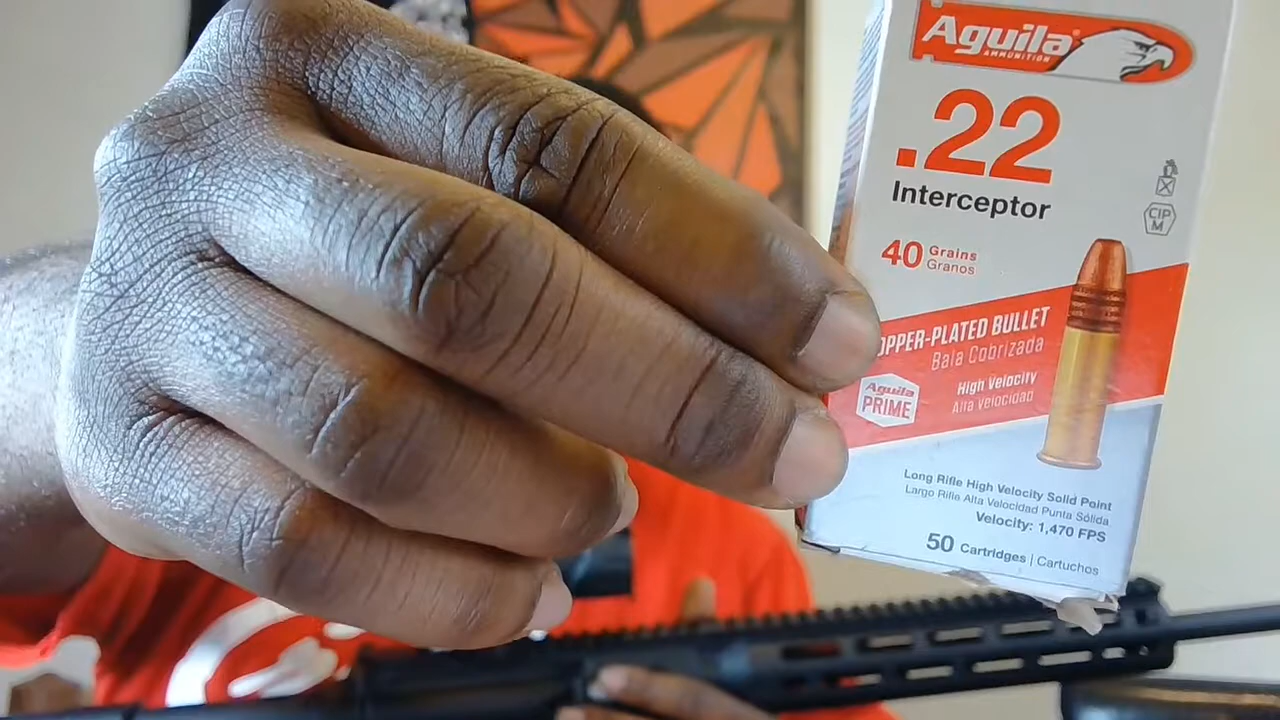 Aguila
AMMUNITION
.22
Interceptor
40 Grains
Granos
CIP
M
OPPER-PLATED BULLET
Bala Cobrizada
Aguila
PRIME
High Velocity
Alta Velocidad
Long Rifle High Velocity Solid Point
Largo Rifle Alta Velocidad Punta Sólida
Velocity: 1,470 FPS
50 Cartridges | Cartuchos